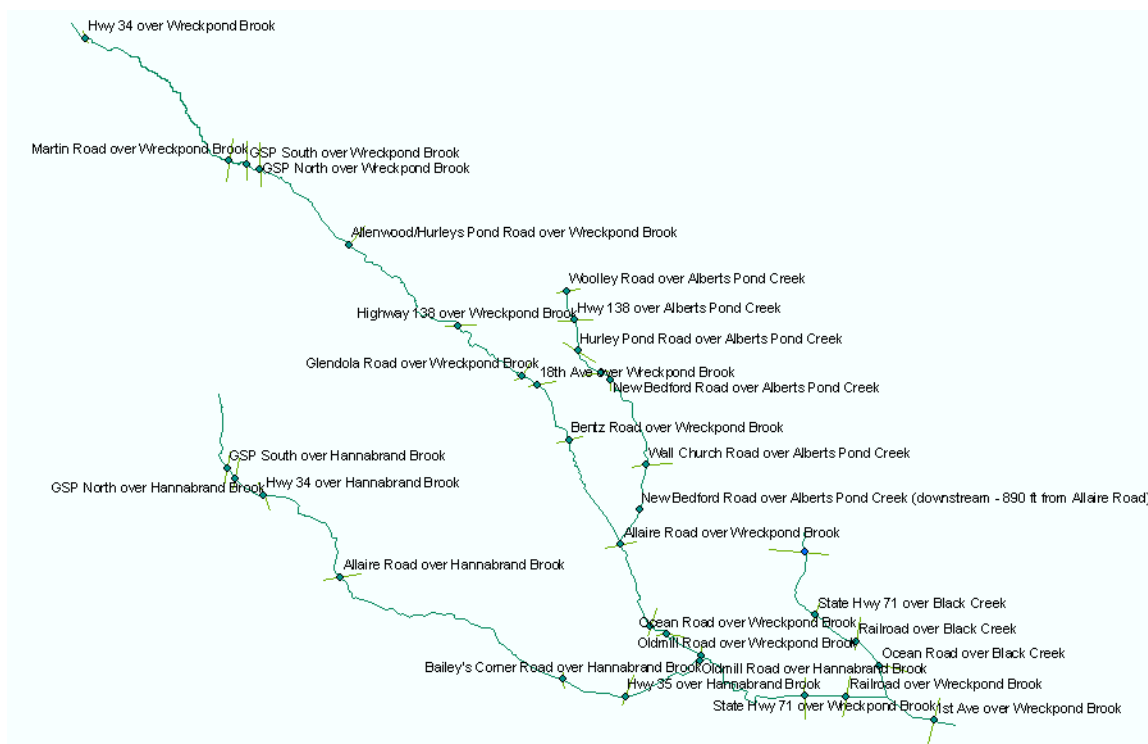 Hwy 34 over Wreckpond Brook
Martin Road over Wreckpond Brook
GSP South over Wreckpond Brook
GSP North over Wreckpond Brook
Allenwood/Hurleys Pond Road over Wreckpond Brook
Woolley Road over Alberts Pond Creek
Highway 138 over Wreckpond Brook
Hwy 138 over Alberts Pond Creek
Hurley Pond Road over Alberts Pond Creek
Glendola Road over Wreckpond Brook
18th Ave over Wreckpond Brook
New Bedford Road over Alberts Pond Creek
Bentz Road over Wreckpond Brook
GSP South over Hannabrand Brook
Wall Church Road over Alberts Pond Creek
GSP North over Hannabrand Brook
Hwy 34 over Hannabrand Brook
New Bedford Road over Alberts Pond Creek (downstream - 890 ft from Allaire Road)
Allaire Road over Wreckpond Brook
Allaire Road over Hannabrand Brook
State Hwy 71 over Black Creek
Ocean Road over Wreckpond Brook
Railroad over Black Creek
Oldmill Road over Wreckpond Brook
Ocean Road over Black Creek
Bailey's Corner Road over Hannabrand Brook
Oldmill Road over Hannabrand Brook
Hwy 35 over Hannabrand Brook
Railroad over Wreckpond Brook
State Hwy 71 over Wreckpond Brook
1st Ave over Wreckpond Brook